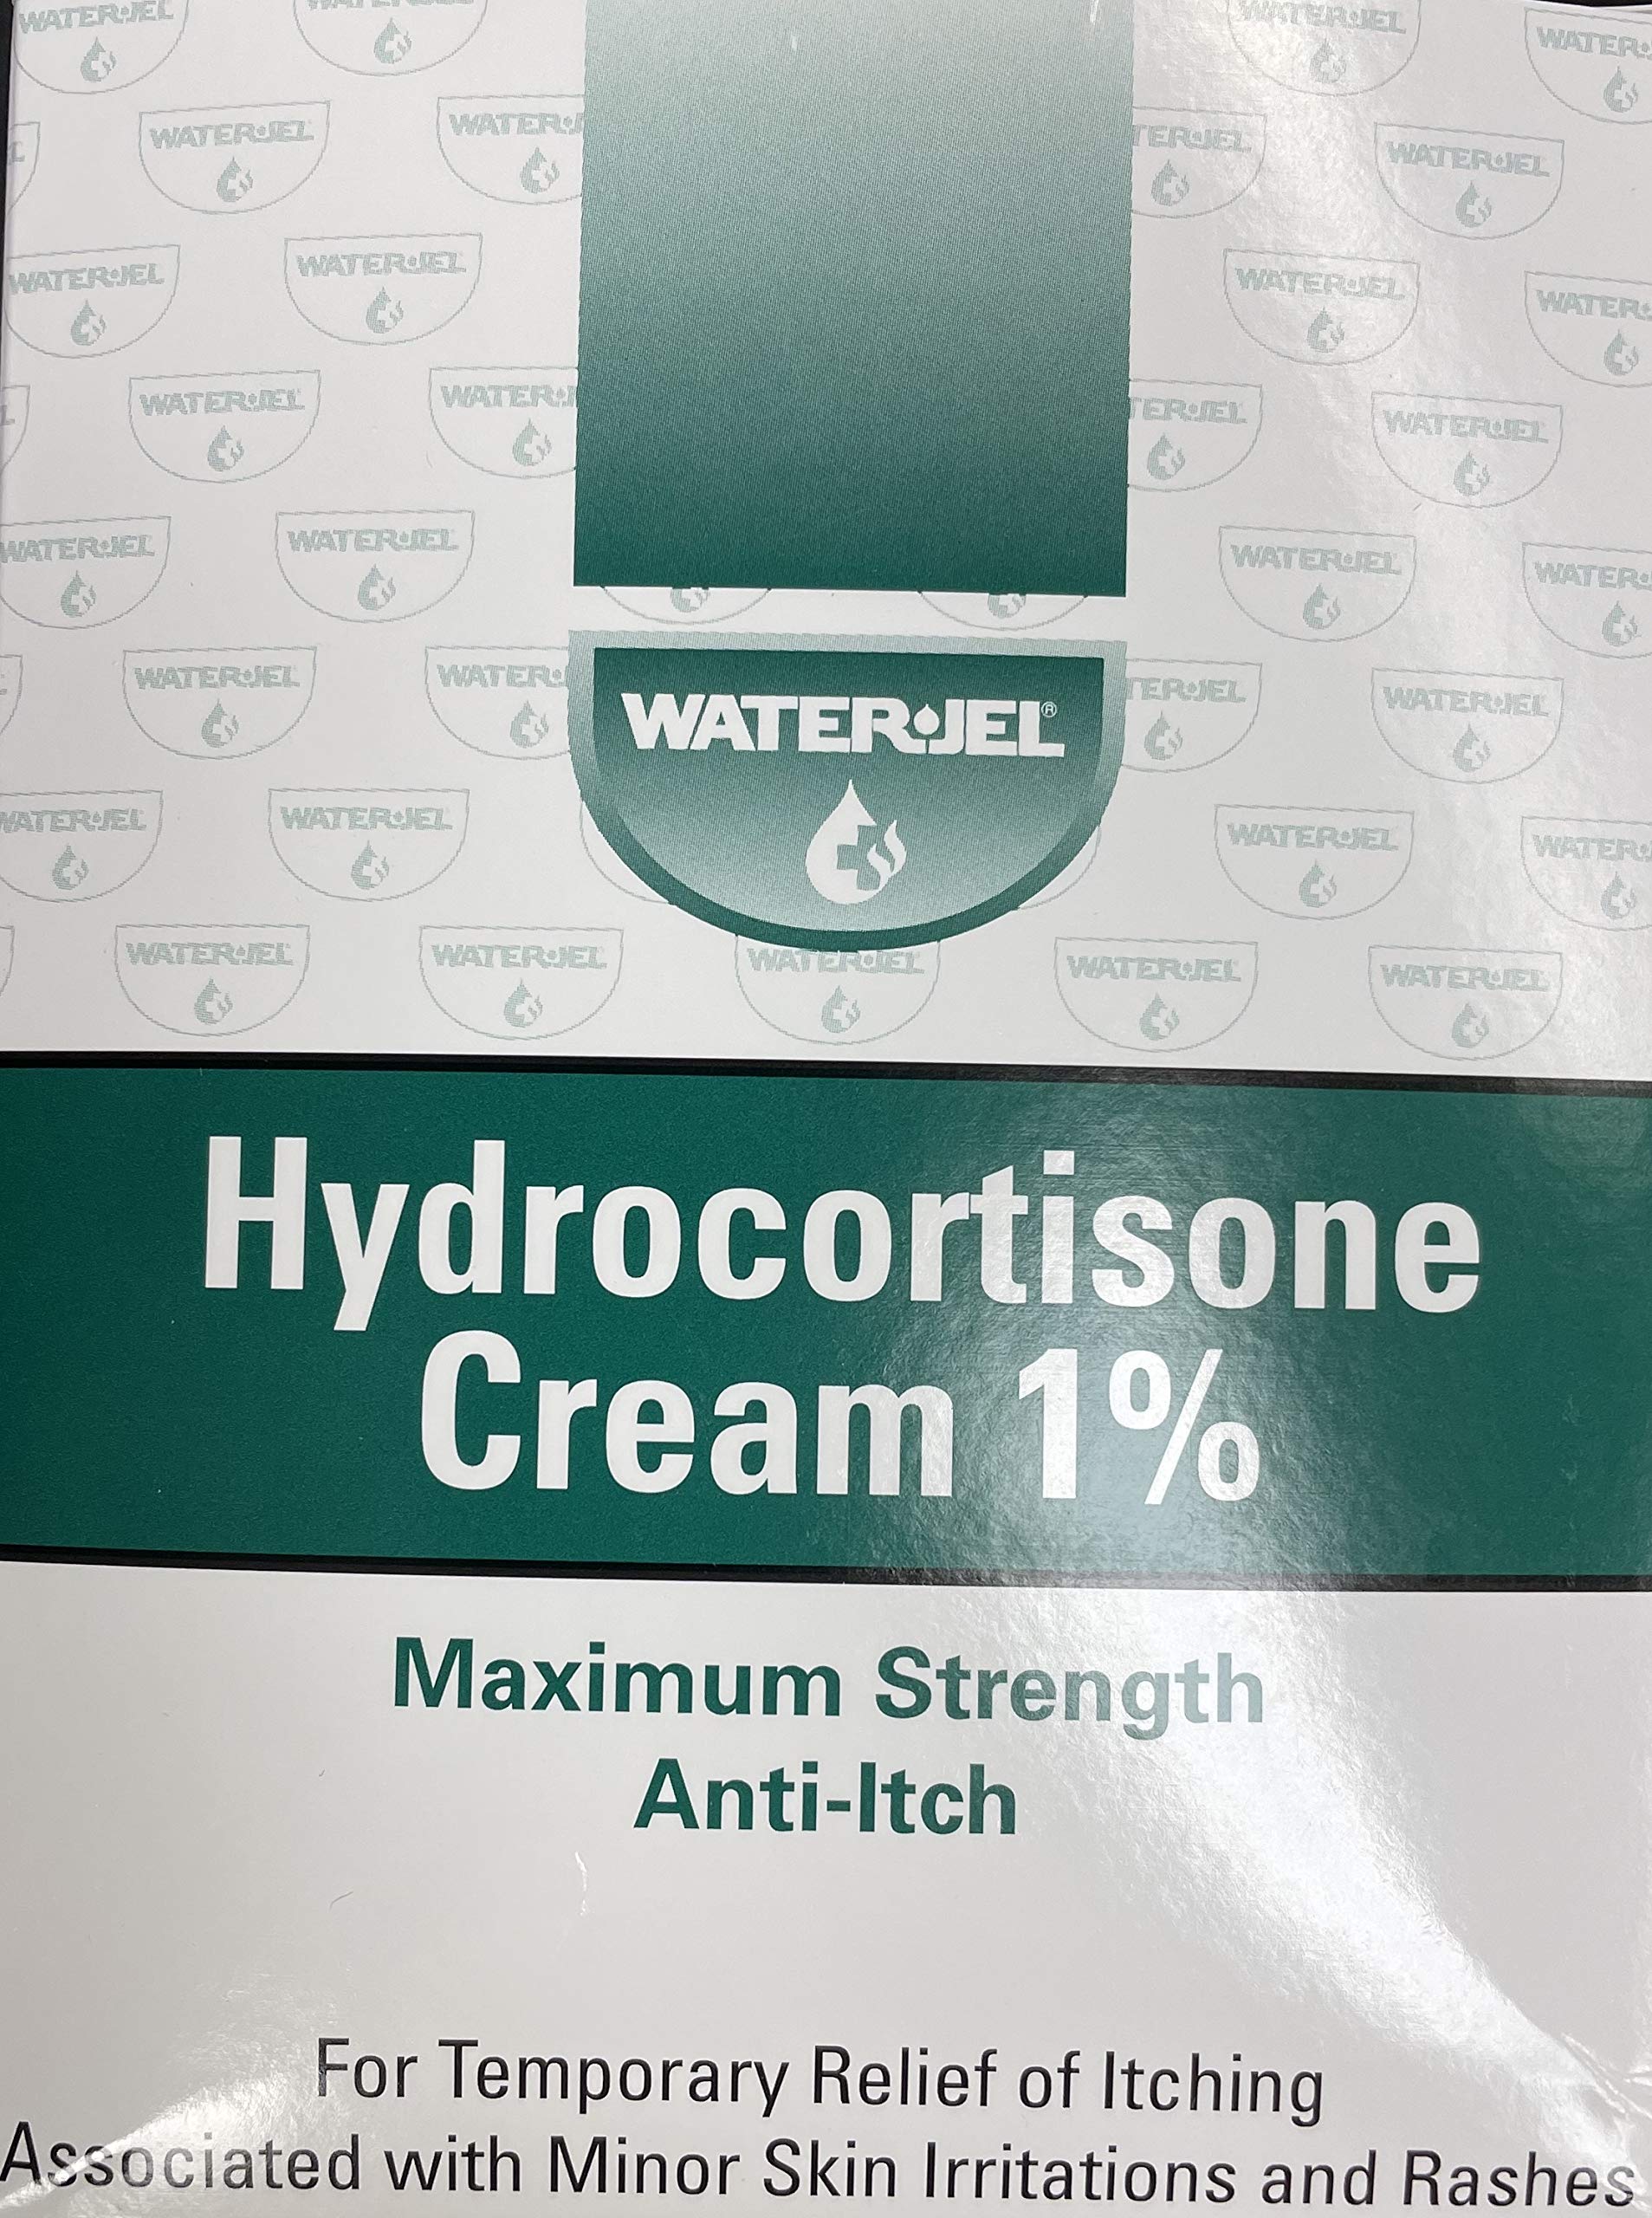 WATER•JEL®
Hydrocortisone
Cream 1%
Maximum Strength
Anti-Itch
For Temporary Relief of Itching
Associated with Minor Skin Irritations and Rashes